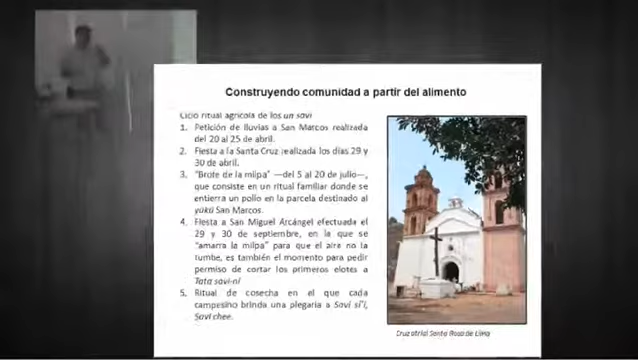 Construyendo comunidad a partir del alimento
Ciclo ritual agrícola de los un savi
1. Petición de lluvias a San Marcos realizada
del 20 al 25 de abril.
2. Fiesta a la Santa Cruz realizada los días 29 y
30 de abril.
3. "Brote de la milpa" —del 5 al 20 de julio—,
que consiste en un ritual familiar donde se
entierra un pollo en la parcela destinado al
yukú San Marcos.
4. Fiesta a San Miguel Arcángel efectuada el
29 y 30 de septiembre, en la que se
"amarra la milpa" para que el aire no la
tumbe, es también el momento para pedir
permiso de cortar los primeros elotes a
Tata savi-ní
5. Ritual de cosecha en el que cada
campesino brinda una plegaria a Savi
Savi chee.
Cruz atrial Santa Rosa de Lima